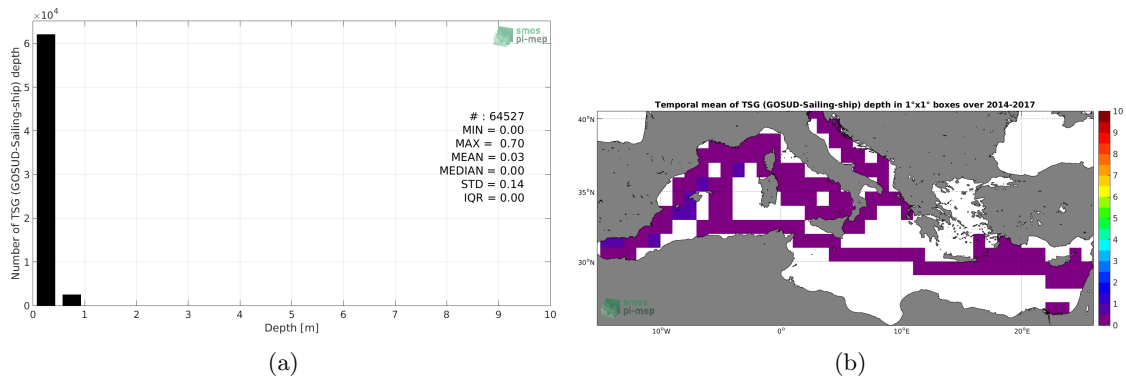 ×10⁴
6
5
4
3
2
1
0
Number of TSG (GOSUD-Sailing-ship) depth
0 1 2 3 4 5 6 7 8 9 10
Depth [m]
smos
pi-mep
# : 64527
MIN = 0.00
MAX = 0.70
MEAN = 0.03
MEDIAN = 0.00
STD = 0.14
IQR = 0.00
(a)
Temporal mean of TSG (GOSUD-Sailing-ship) depth in 1°x1° boxes over 2014-2017
40°N
35°N
30°N
10°W 0° 10°E 20°E
smos
pi-mep
10
9
8
7
6
5
4
3
2
1
0
(b)